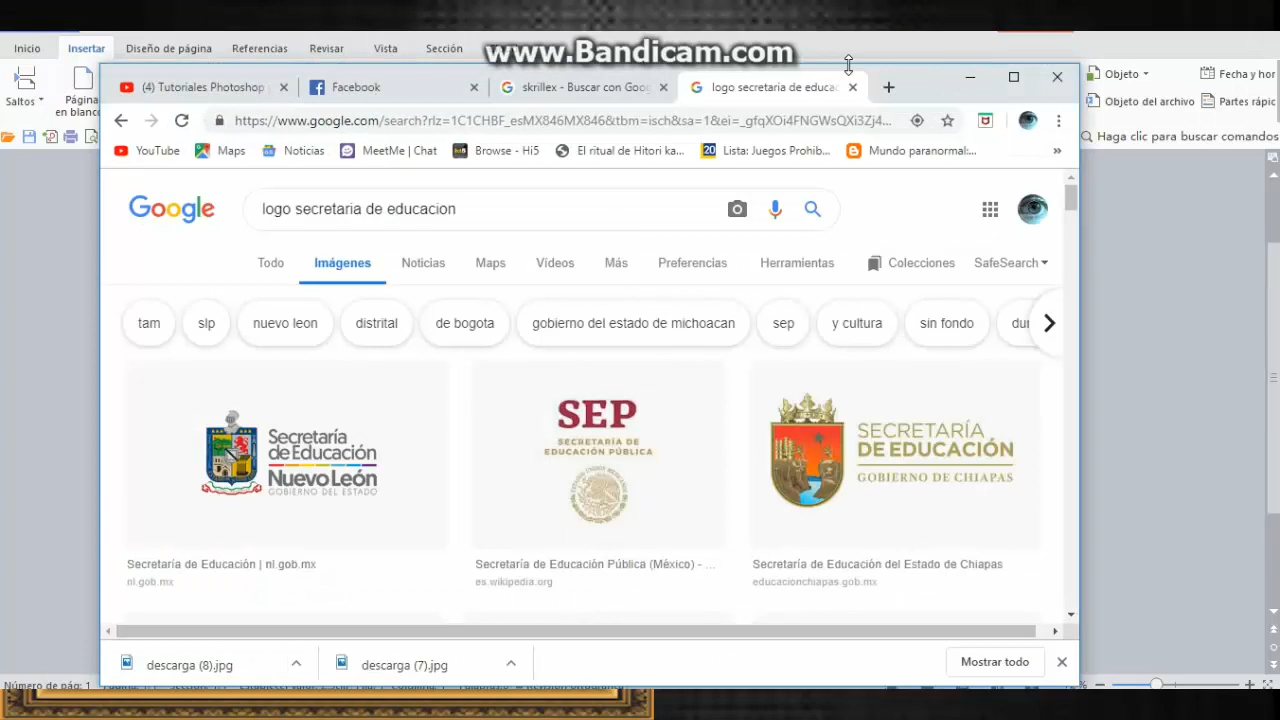 www.Bandicam.com
Inicio Insertar Diseño de página Referencias Revisar Vista Sección
Saltos Página en blanco
Objeto Fecha y hor
Objeto del archivo Partes rápic
Haga clic para buscar comandos
(4) Tutoriales Photoshop y Facebook skrillex - Buscar con Goog logo secretaria de educac
https://www.google.com/search?rlz=1C1CHBF_esMX846MX846&tbm=isch&sa=1&ei=_gfqXOi4FNGWsQXi3Zj4...
YouTube Maps Noticias MeetMe | Chat Browse - Hi5 El ritual de Hitori ka... Lista: Juegos Prohib... Mundo paranormal:... »
Google logo secretaria de educacion
Todo Imágenes Noticias Maps Vídeos Más Preferencias Herramientas Colecciones SafeSearch
tam slp nuevo leon distrital de bogota gobierno del estado de michoacan sep y cultura sin fondo dur
Secretaría
de Educación
Nuevo León
GOBIERNO DEL ESTADO
SEP
SECRETARÍA DE
EDUCACIÓN PÚBLICA
SECRETARÍA
DE EDUCACIÓN
GOBIERNO DE CHIAPAS
Secretaría de Educación | nl.gob.mx Secretaría de Educación Pública (México) - ... Secretaría de Educación del Estado de Chiapas
nl.gob.mx es.wikipedia.org educacionchiapas.gob.mx
descarga (8).jpg descarga (7).jpg Mostrar todo
Número de pág: 1